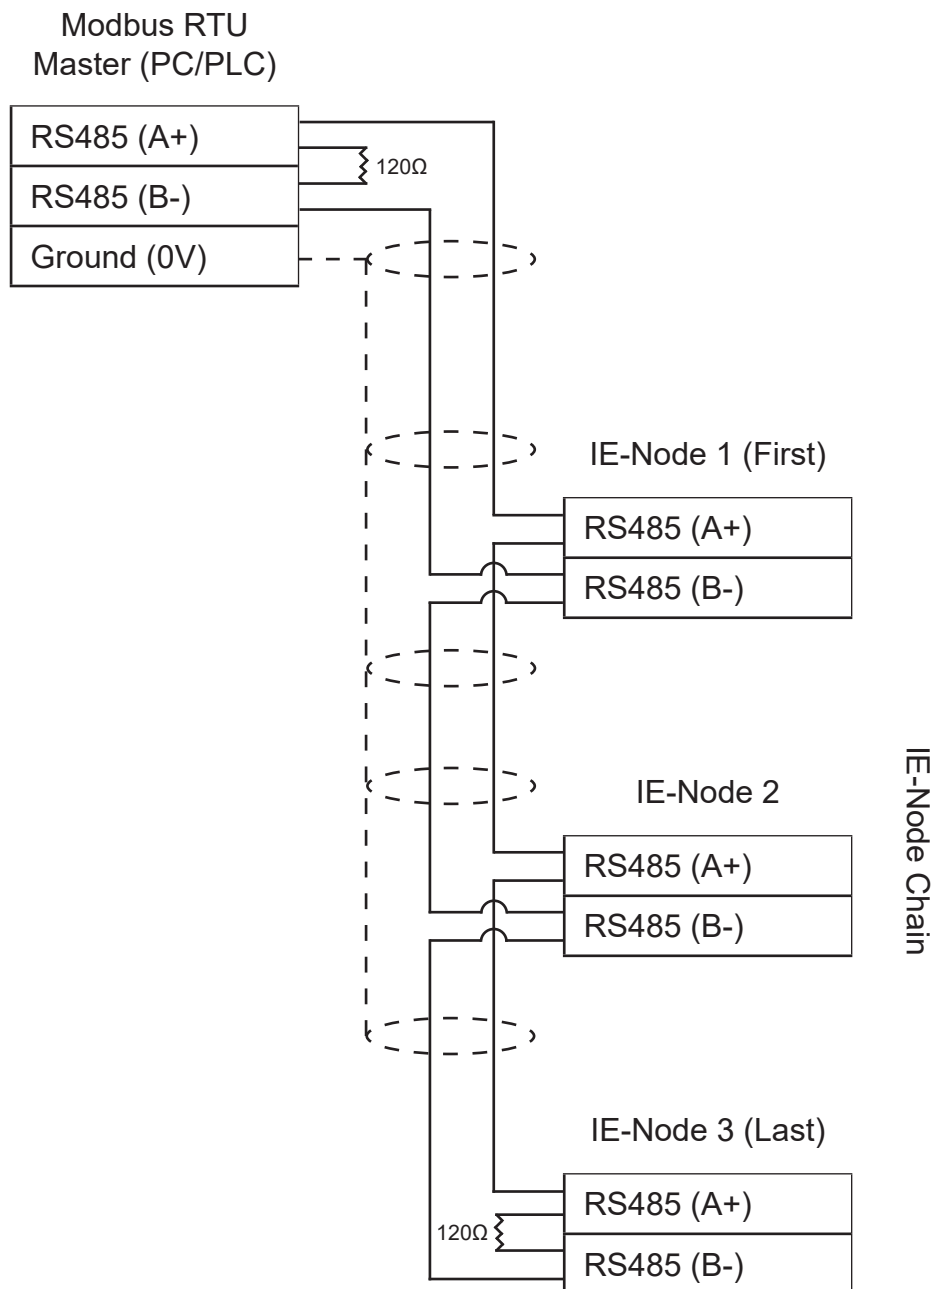 Modbus RTU
Master (PC/PLC)
RS485 (A+)
120Ω
RS485 (B-)
Ground (0V)
IE-Node 1 (First)
RS485 (A+)
RS485 (B-)
IE-Node 2
RS485 (A+)
RS485 (B-)
IE-Node Chain
IE-Node 3 (Last)
RS485 (A+)
120Ω
RS485 (B-)